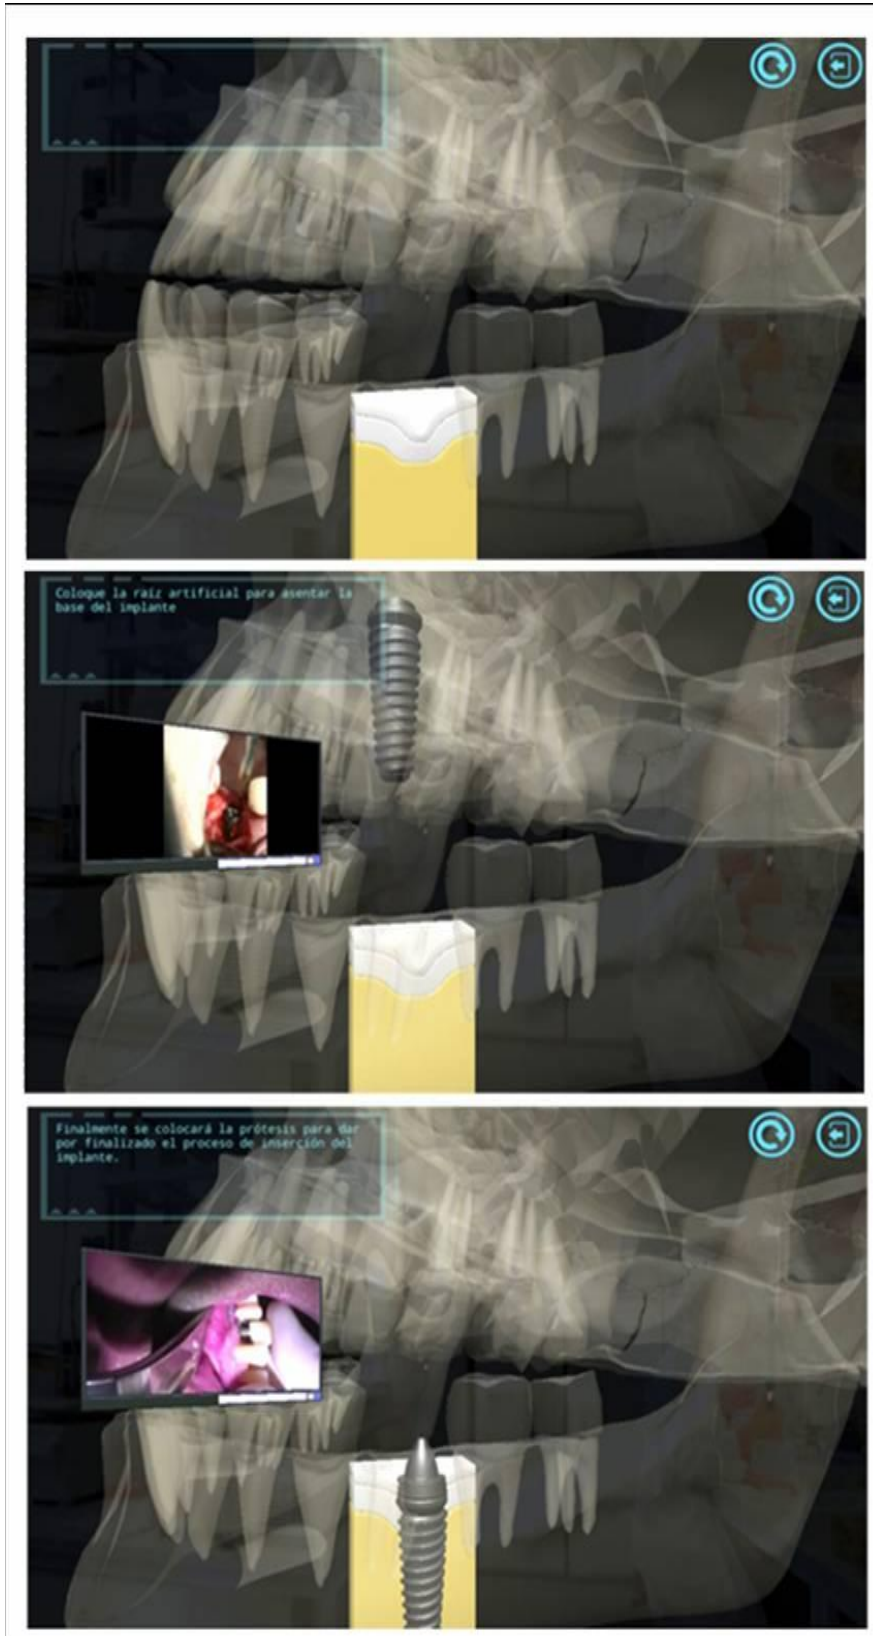 Coloque la raíz artificial para asentar la
base del implante
Finalmente se colocará la prótesis para dar
por finalizado el proceso de inserción del
implante.